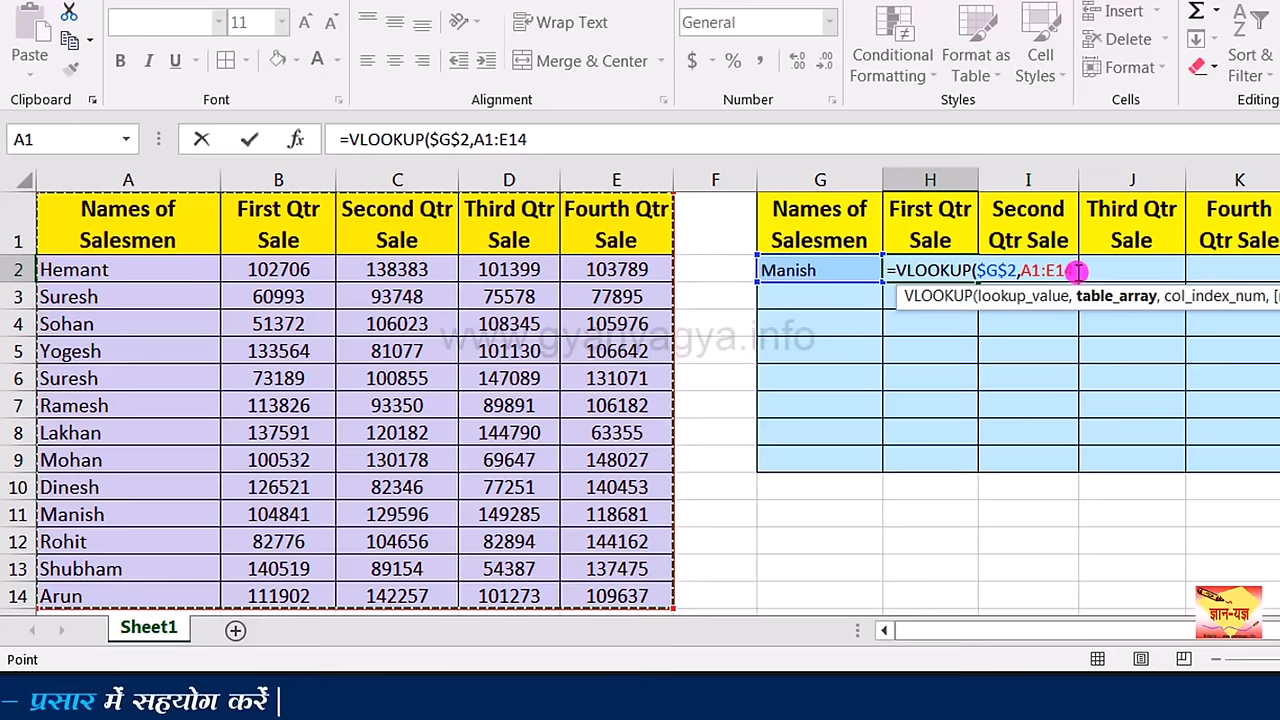 11
Wrap Text
General
Insert
Paste
B I U
A
Merge & Center
$ % ,
Conditional Formatting
Format as Table
Cell Styles
Delete
Format
Sort & Filter
Clipboard
Font
Alignment
Number
Styles
Cells
Editing
A1
fx
=VLOOKUP($G$2,A1:E14
A B C D E F G H I J K
1 Names of Salesmen First Qtr Sale Second Qtr Sale Third Qtr Sale Fourth Qtr Sale Names of Salesmen First Qtr Sale Second Qtr Sale Third Qtr Sale Fourth Qtr Sale
2 Hemant 102706 138383 101399 103879 Manish =VLOOKUP($G$2,A1:E14
VLOOKUP(lookup_value, table_array, col_index_num, [
3 Suresh 60993 93748 75578 77895
4 Sohan 51372 106023 108345 105976
www.gyanyagya.info
5 Yogesh 133564 81077 101130 106642
6 Suresh 73189 100855 147089 131071
7 Ramesh 113826 93350 89891 106182
8 Lakhan 137591 120182 144790 63355
9 Mohan 100532 130178 69647 148027
10 Dinesh 126521 82346 77251 140453
11 Manish 104841 129596 149285 118681
12 Rohit 82776 104656 82894 144162
13 Shubham 140519 89154 54387 137475
14 Arun 111902 142257 101273 109637
ज्ञान-यज्ञ
Sheet1
Point
– प्रसार में सहयोग करें |